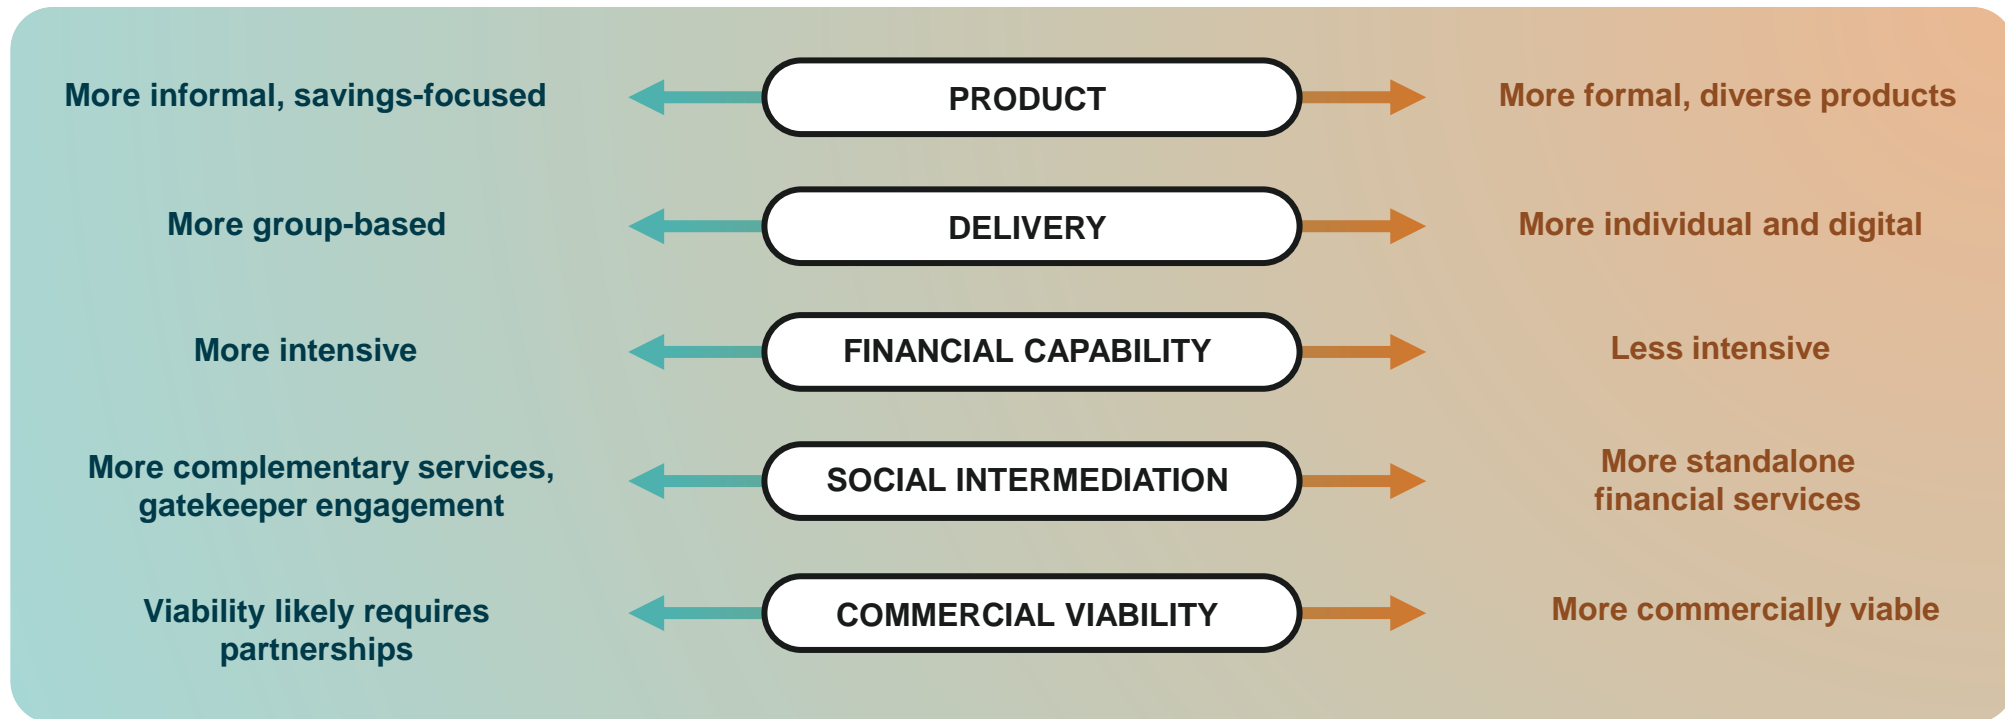 More informal, savings-focused
PRODUCT
More formal, diverse products
More group-based
DELIVERY
More individual and digital
More intensive
FINANCIAL CAPABILITY
Less intensive
More complementary services,
gatekeeper engagement
SOCIAL INTERMEDIATION
More standalone
financial services
Viability likely requires
partnerships
COMMERCIAL VIABILITY
More commercially viable